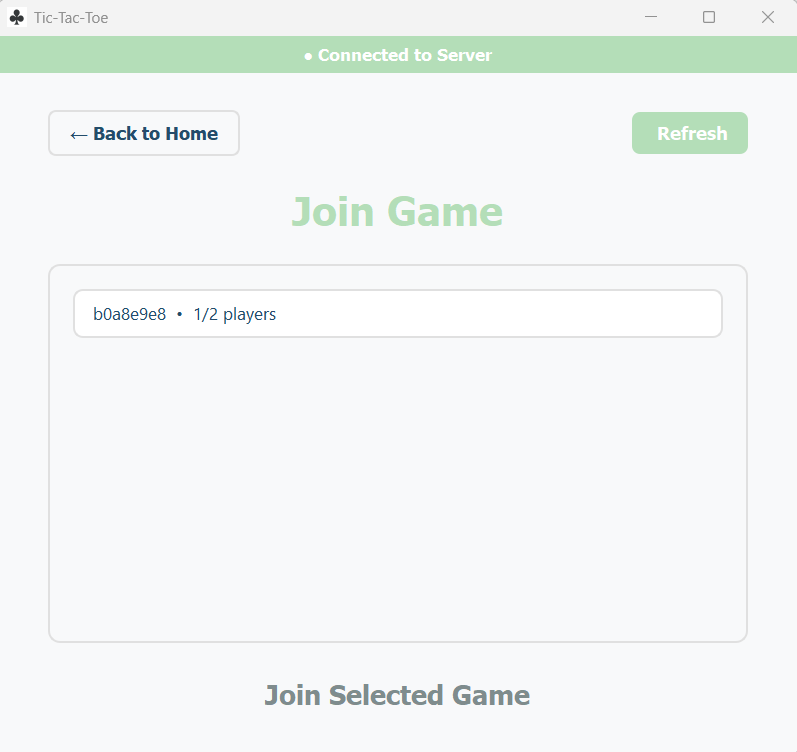 Tic-Tac-Toe
● Connected to Server
← Back to Home
Refresh
Join Game
b0a8e9e8 • 1/2 players
Join Selected Game